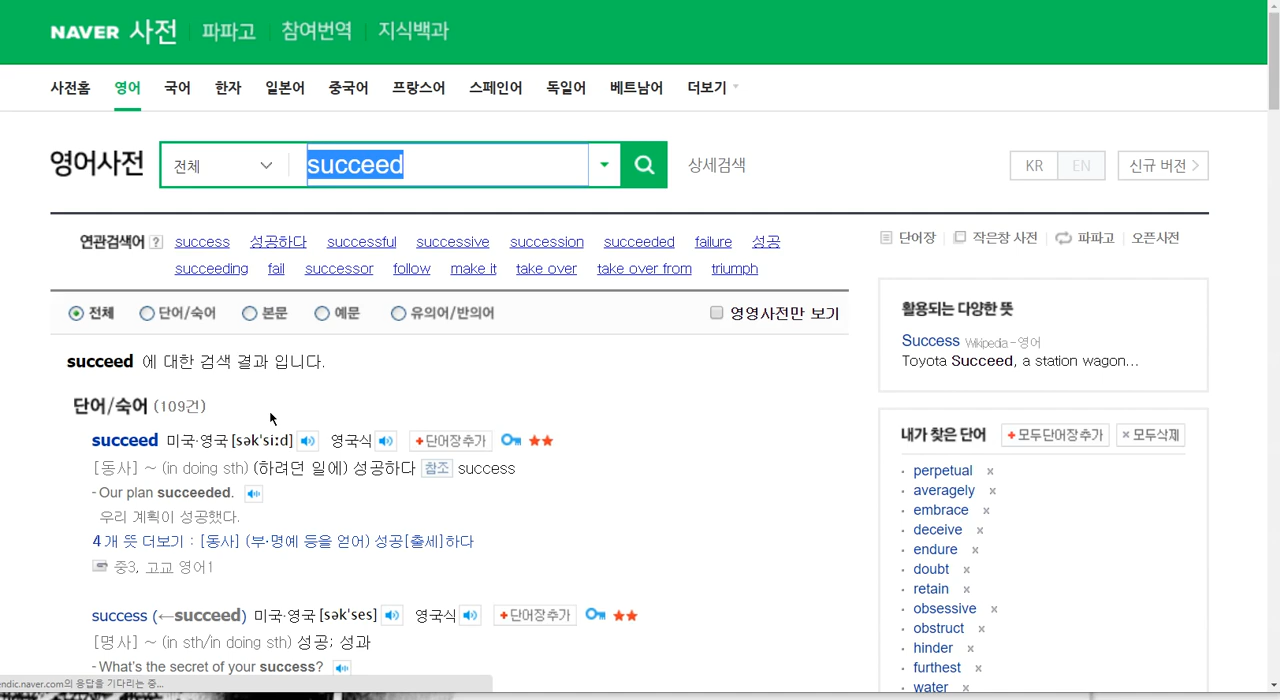 NAVER 사전 파파고 참여번역 지식백과
사전홈 영어 국어 한자 일본어 중국어 프랑스어 스페인어 독일어 베트남어 더보기
영어사전 전체 succeed 상세검색 KR EN 신규 버전 >
연관검색어 ? success 성공하다 successful successive succession succeeded failure 성공
succeeding fail successor follow make it take over take over from triumph
단어장 작은창 사전 파파고 오픈사전
전체 단어/숙어 본문 예문 유의어/반의어 영영사전만 보기
succeed 에 대한 검색 결과 입니다.
단어/숙어 (109건)
succeed 미국·영국 [sək'si:d] 영국식 +단어장추가 ★★
[동사] ~ (in doing sth) (하려던 일에) 성공하다 참조 success
- Our plan succeeded.
우리 계획이 성공했다.
4개 뜻 더보기 : [동사] (부·명예 등을 얻어) 성공[출세]하다
중3, 고교 영어1
success (←succeed) 미국·영국 [sək'ses] 영국식 +단어장추가 ★★
[명사] ~ (in sth/in doing sth) 성공; 성과
- What's the secret of your success?
활용되는 다양한 뜻
Success Wikipedia-영어
Toyota Succeed, a station wagon...
내가 찾은 단어 +모두단어장추가 ×모두삭제
· perpetual ×
· averagely ×
· embrace ×
· deceive ×
· endure ×
· doubt ×
· retain ×
· obsessive ×
· obstruct ×
· hinder ×
· furthest ×
· water ×
endic.naver.com의 응답을 기다리는 중...